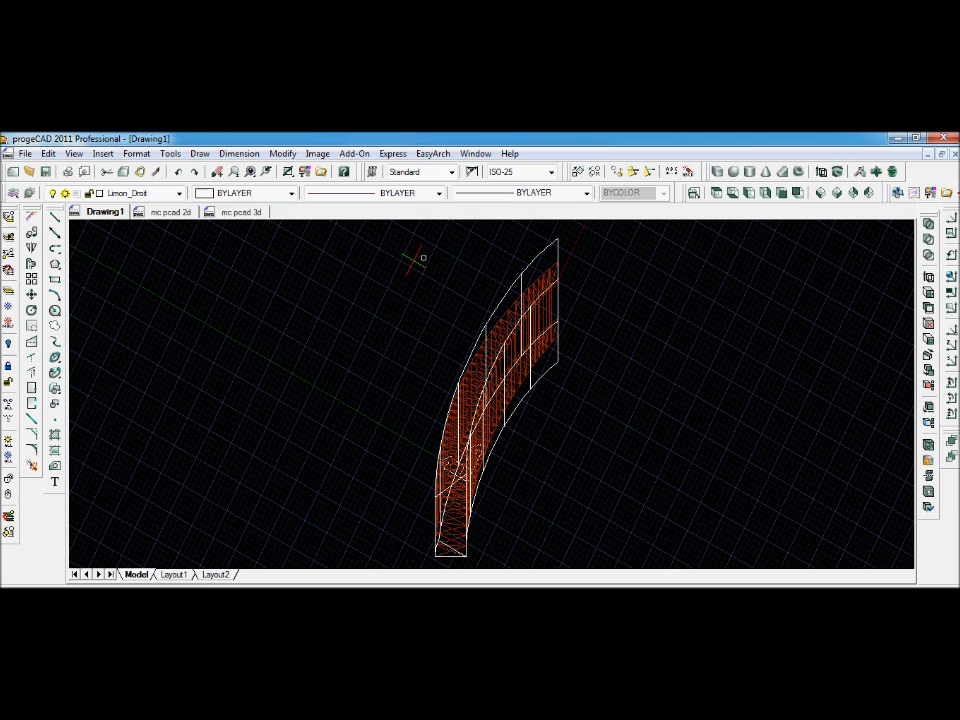 progeCAD 2011 Professional - [Drawing1]
File Edit View Insert Format Tools Draw Dimension Modify Image Add-On Express EasyArch Window Help
Standard ISO-25
Limon_Droit BYLAYER BYLAYER BYLAYER BYCOLOR
Drawing1 mc pcad 2d mc pcad 3d
T
Model Layout1 Layout2